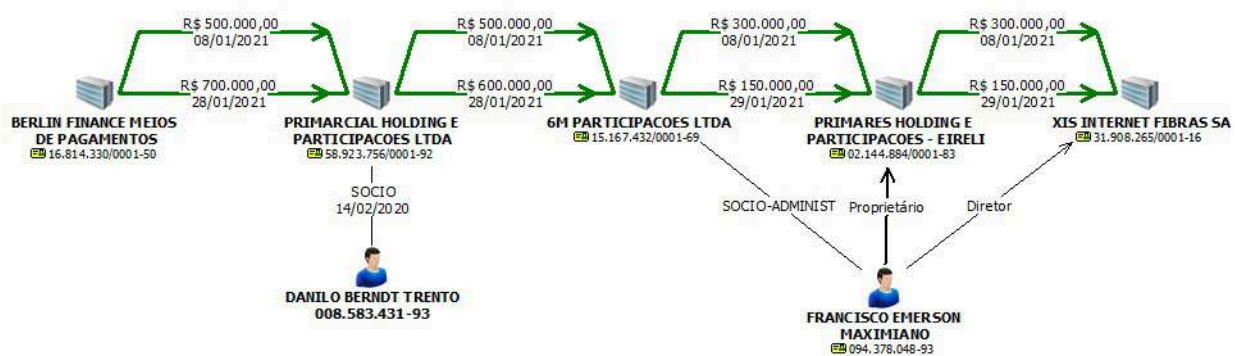 R$ 500.000,00
08/01/2021
R$ 500.000,00
08/01/2021
R$ 300.000,00
08/01/2021
R$ 300.000,00
08/01/2021
R$ 700.000,00
28/01/2021
R$ 600.000,00
28/01/2021
R$ 150.000,00
29/01/2021
R$ 150.000,00
29/01/2021
BERLIN FINANCE MEIOS
DE PAGAMENTOS
16.814.330/0001-50
PRIMARCIAL HOLDING E
PARTICIPACOES LTDA
58.923.756/0001-92
6M PARTICIPACOES LTDA
15.167.432/0001-69
PRIMARES HOLDING E
PARTICIPACOES - EIRELI
02.144.884/0001-83
XIS INTERNET FIBRAS SA
31.908.265/0001-16
SOCIO
14/02/2020
SOCIO-ADMINIST
Proprietário
Diretor
DANILO BERNDT TRENTO
008.583.431-93
FRANCISCO EMERSON
MAXIMIANO
094.378.048-93